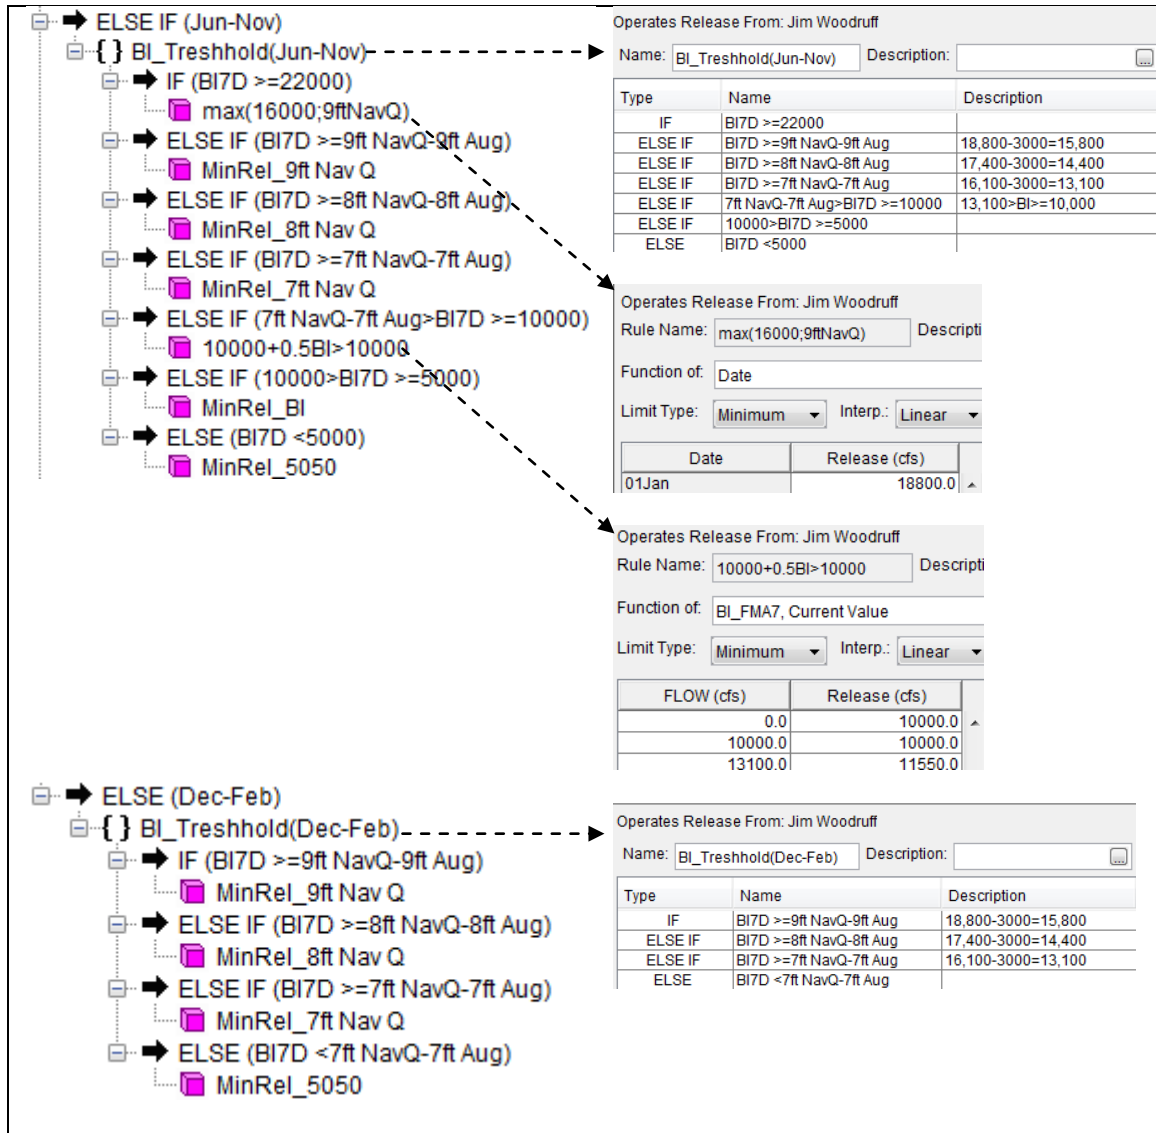 ELSE IF (Jun-Nov)
{ } BI_Treshhold(Jun-Nov)
IF (BI7D >=22000)
max(16000;9ftNavQ)
ELSE IF (BI7D >=9ft NavQ-9ft Aug)
MinRel_9ft Nav Q
ELSE IF (BI7D >=8ft NavQ-8ft Aug)
MinRel_8ft Nav Q
ELSE IF (BI7D >=7ft NavQ-7ft Aug)
MinRel_7ft Nav Q
ELSE IF (7ft NavQ-7ft Aug>BI7D >=10000)
10000+0.5BI>10000
ELSE IF (10000>BI7D >=5000)
MinRel_BI
ELSE (BI7D <5000)
MinRel_5050
Operates Release From: Jim Woodruff
Name: BI_Treshhold(Jun-Nov) Description: ...
Type Name Description
IF BI7D >=22000
ELSE IF BI7D >=9ft NavQ-9ft Aug 18,800-3000=15,800
ELSE IF BI7D >=8ft NavQ-8ft Aug 17,400-3000=14,400
ELSE IF BI7D >=7ft NavQ-7ft Aug 16,100-3000=13,100
ELSE IF 7ft NavQ-7ft Aug>BI7D >=10000 13,100>BI>=10,000
ELSE IF 10000>BI7D >=5000
ELSE BI7D <5000
Operates Release From: Jim Woodruff
Rule Name: max(16000;9ftNavQ) Descripti
Function of: Date
Limit Type: Minimum Interp.: Linear
Date Release (cfs)
01Jan 18800.0
Operates Release From: Jim Woodruff
Rule Name: 10000+0.5BI>10000 Descripti
Function of: BI_FMA7, Current Value
Limit Type: Minimum Interp.: Linear
FLOW (cfs) Release (cfs)
0.0 10000.0
10000.0 10000.0
13100.0 11550.0
ELSE (Dec-Feb)
{ } BI_Treshhold(Dec-Feb)
IF (BI7D >=9ft NavQ-9ft Aug)
MinRel_9ft Nav Q
ELSE IF (BI7D >=8ft NavQ-8ft Aug)
MinRel_8ft Nav Q
ELSE IF (BI7D >=7ft NavQ-7ft Aug)
MinRel_7ft Nav Q
ELSE (BI7D <7ft NavQ-7ft Aug)
MinRel_5050
Operates Release From: Jim Woodruff
Name: BI_Treshhold(Dec-Feb) Description: ...
Type Name Description
IF BI7D >=9ft NavQ-9ft Aug 18,800-3000=15,800
ELSE IF BI7D >=8ft NavQ-8ft Aug 17,400-3000=14,400
ELSE IF BI7D >=7ft NavQ-7ft Aug 16,100-3000=13,100
ELSE BI7D <7ft NavQ-7ft Aug